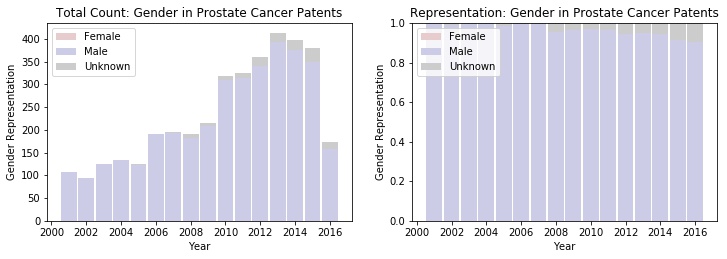 Total Count: Gender in Prostate Cancer Patents
Female
Male
Unknown
400
350
300
250
200
150
100
50
0
Gender Representation
2000 2002 2004 2006 2008 2010 2012 2014 2016
Year
Representation: Gender in Prostate Cancer Patents
Female
Male
Unknown
1.0
0.8
0.6
0.4
0.2
0.0
Gender Representation
2000 2002 2004 2006 2008 2010 2012 2014 2016
Year